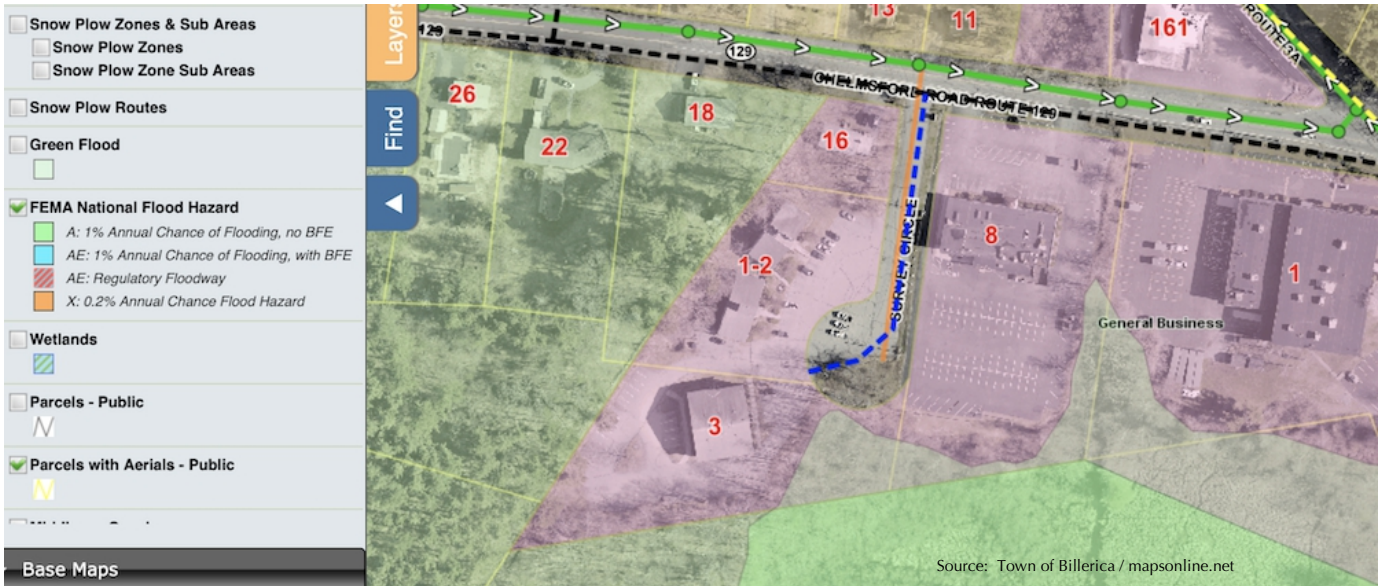 Snow Plow Zones & Sub Areas
Snow Plow Zones
Snow Plow Zone Sub Areas
Snow Plow Routes
Green Flood
FEMA National Flood Hazard
A: 1% Annual Chance of Flooding, no BFE
AE: 1% Annual Chance of Flooding, with BFE
AE: Regulatory Floodway
X: 0.2% Annual Chance Flood Hazard
Wetlands
Parcels - Public
Parcels with Aerials - Public
Base Maps
Layers
Find
129
13
11
161
ROUTE 3A
129
CHELMSFORD ROAD ROUTE 129
26
22
18
16
SURVEY CIRCLE
8
1-2
1
General Business
3
Source: Town of Billerica / mapsonline.net